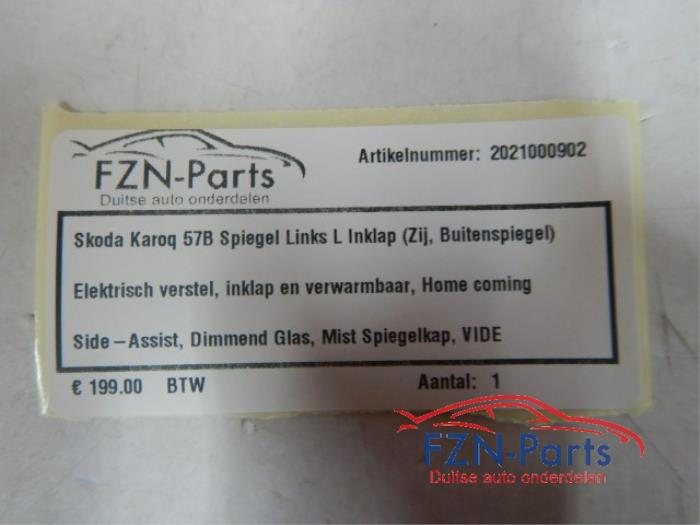 FZN-Parts
Duitse auto onderdelen
Artikelnummer: 2021000902
Skoda Karoq 57B Spiegel Links L Inklap (Zij, Buitenspiegel)
Elektrisch verstel, inklap en verwarmbaar, Home coming
Side-Assist, Dimmend Glas, Mist Spiegelkap, VIDE
€ 199.00 BTW
Aantal: 1
FZN-Parts
Duitse auto onderdelen